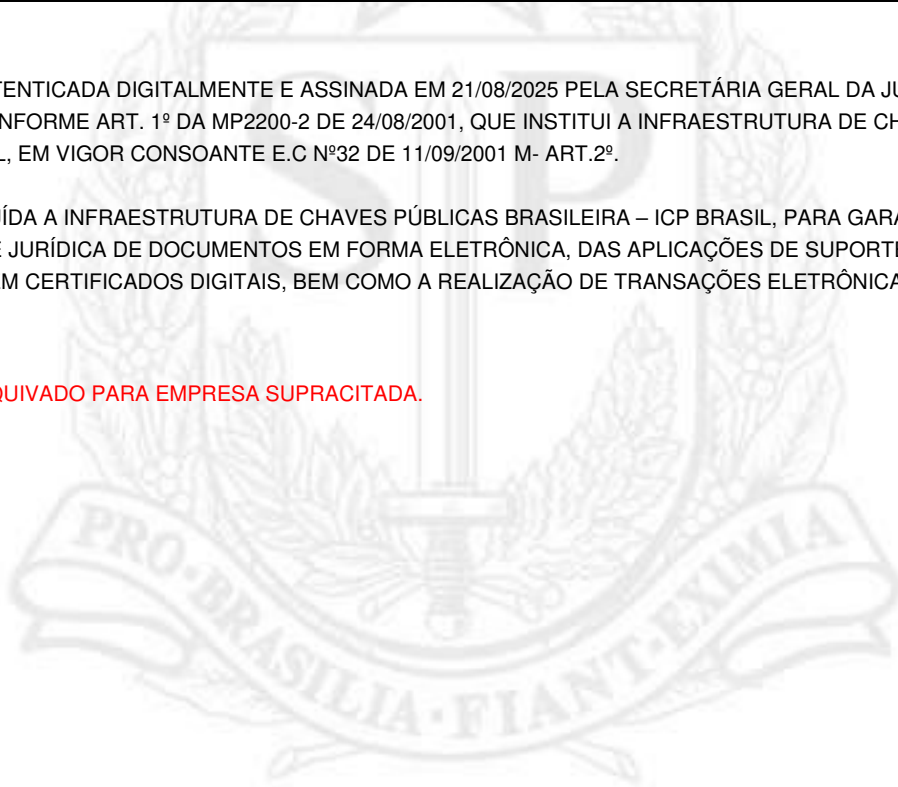 TENTICADA DIGITALMENTE E ASSINADA EM 21/08/2025 PELA SECRETÁRIA GERAL DA JU
NFORME ART. 1º DA MP2200-2 DE 24/08/2001, QUE INSTITUI A INFRAESTRUTURA DE CH
L, EM VIGOR CONSOANTE E.C Nº32 DE 11/09/2001 M- ART.2º.
ÍDA A INFRAESTRUTURA DE CHAVES PÚBLICAS BRASILEIRA – ICP BRASIL, PARA GARA
E JURÍDICA DE DOCUMENTOS EM FORMA ELETRÔNICA, DAS APLICAÇÕES DE SUPORTE
EM CERTIFICADOS DIGITAIS, BEM COMO A REALIZAÇÃO DE TRANSAÇÕES ELETRÔNICA
QUIVADO PARA EMPRESA SUPRACITADA.
SP
PRO·BRASILIA·FIANT·EXIMIA